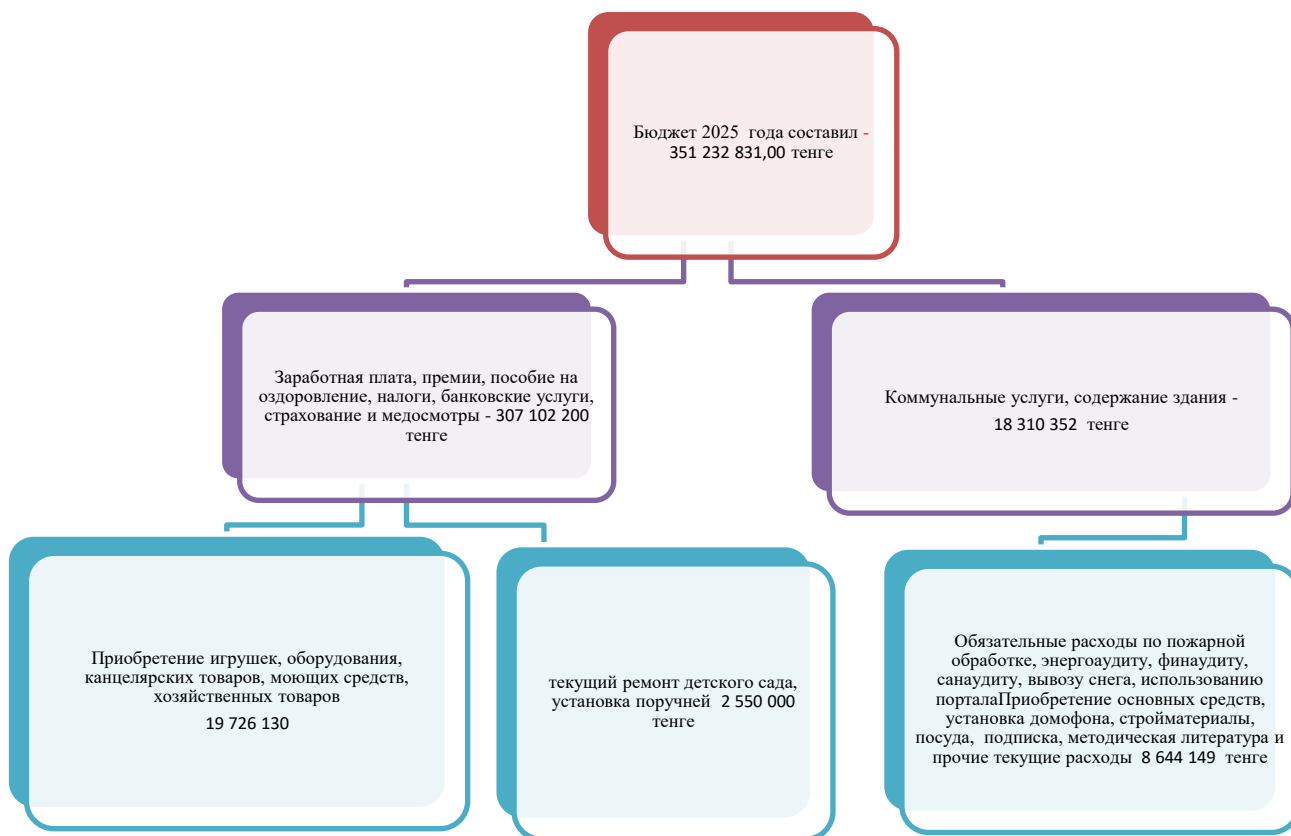 Бюджет 2025 года составил -
351 232 831,00 тенге
Заработная плата, премии, пособие на
оздоровление, налоги, банковские услуги,
страхование и медосмотры - 307 102 200
тенге
Коммунальные услуги, содержание здания -
18 310 352 тенге
Приобретение игрушек, оборудования,
канцелярских товаров, моющих средств,
хозяйственных товаров
19 726 130
текущий ремонт детского сада,
установка поручней 2 550 000
тенге
Обязательные расходы по пожарной
обработке, энергоаудиту, финаудиту,
санаудиту, вывозу снега, использованию
порталаПриобретение основных средств,
установка домофона, стройматериалы,
посуда, подписка, методическая литература и
прочие текущие расходы 8 644 149 тенге